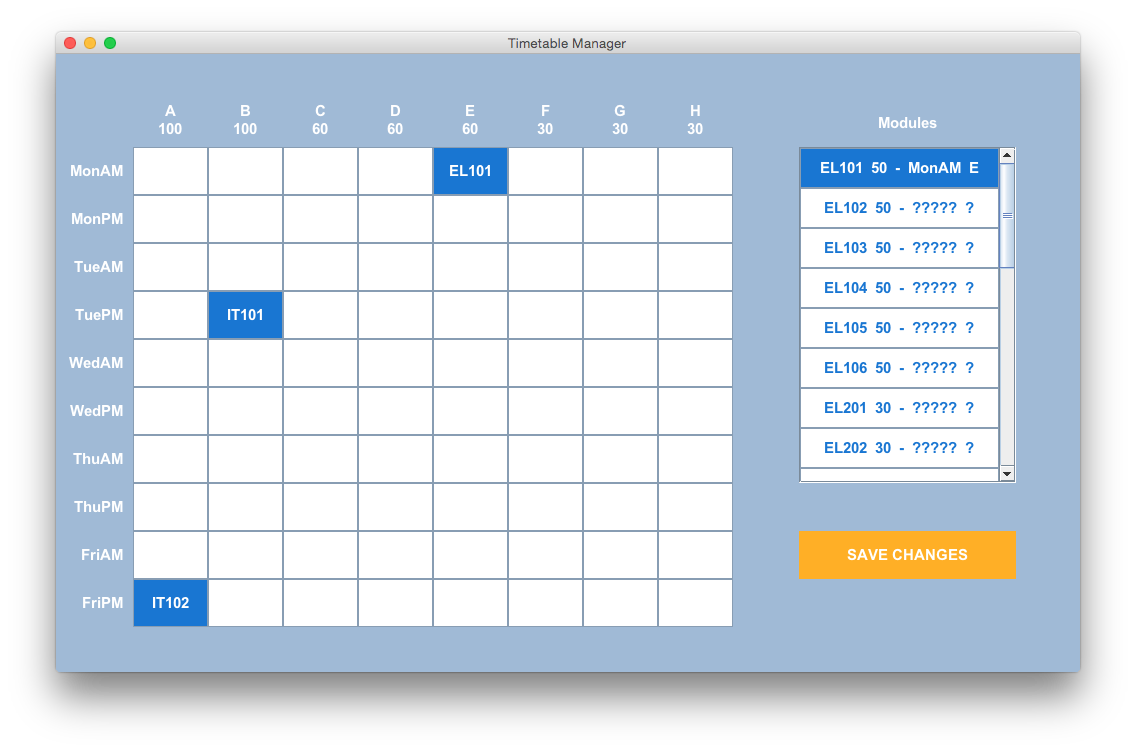 Timetable Manager
A B C D E F G H
100 100 60 60 60 30 30 30
Modules
MonAM EL101
MonPM
TueAM
TuePM IT101
WedAM
WedPM
ThuAM
ThuPM
FriAM
FriPM IT102
EL101 50 - MonAM E
EL102 50 - ????? ?
EL103 50 - ????? ?
EL104 50 - ????? ?
EL105 50 - ????? ?
EL106 50 - ????? ?
EL201 30 - ????? ?
EL202 30 - ????? ?
SAVE CHANGES